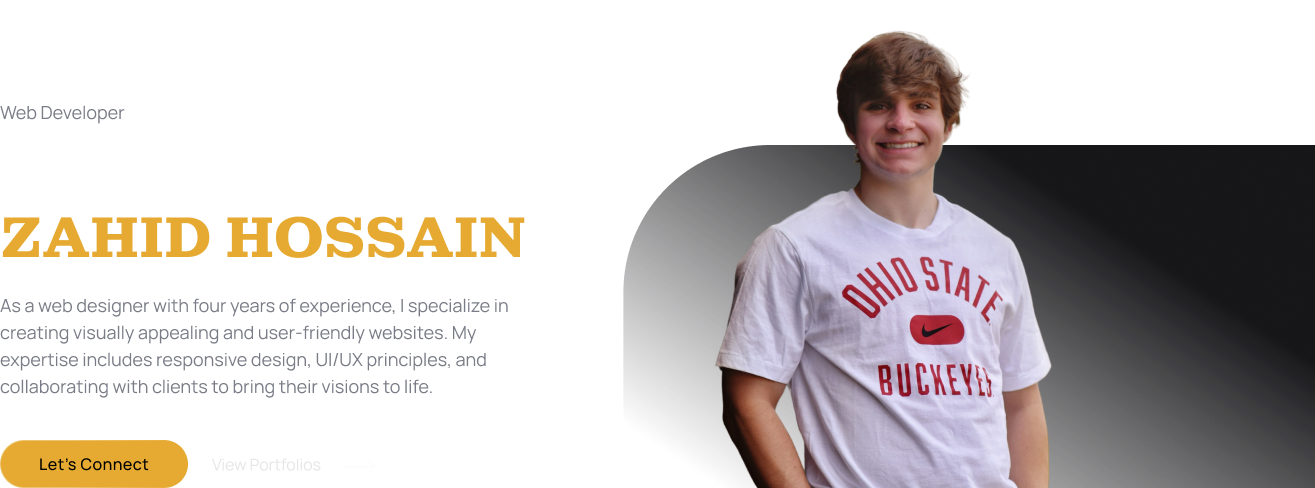 Web Developer
ZAHID HOSSAIN
As a web designer with four years of experience, I specialize in
creating visually appealing and user-friendly websites. My
expertise includes responsive design, UI/UX principles, and
collaborating with clients to bring their visions to life.
Let's Connect
View Portfolios
OHIO STATE
BUCKEYES